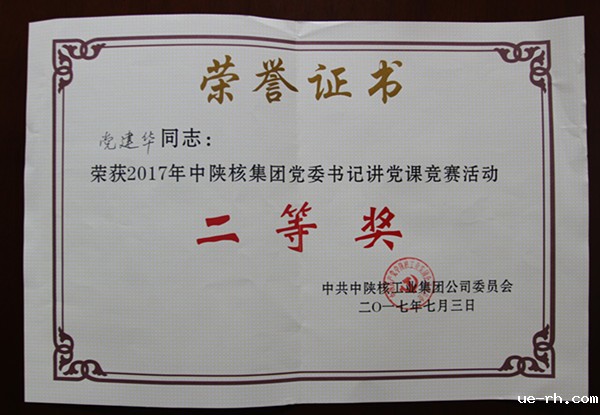 荣誉证书
党建华同志：
荣获2017年中陕核集团党委书记讲党课竞赛活动
二等奖
中共中陕核工业集团公司委员会
二〇一七年七月三日
ue-rh.com